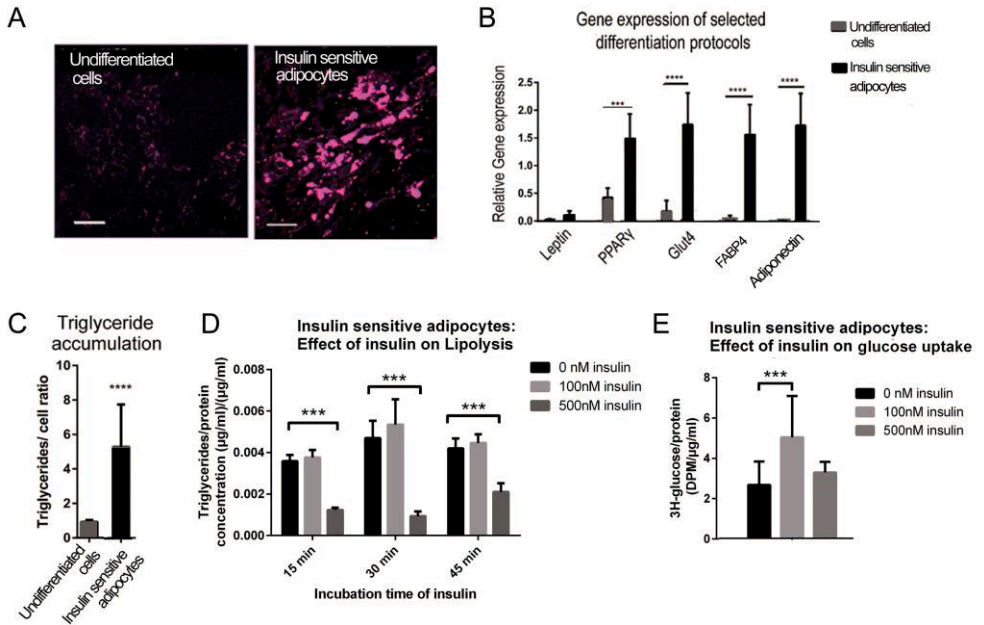 A
Undifferentiated
cells
Insulin sensitive
adipocytes
B
Gene expression of selected
differentiation protocols
Undifferentiated
cells
Insulin sensitive
adipocytes
Relative Gene expression
2.5
2.0
1.5
1.0
0.5
0.0
***
****
****
****
Leptin
PPARγ
Glut4
FABP4
Adiponectin
C
Triglyceride
accumulation
Triglycerides/ cell ratio
10
8
6
4
2
0
****
Undifferentiated
cells
Insulin sensitive
adipocytes
D
Insulin sensitive adipocytes:
Effect of insulin on Lipolysis
0 nM insulin
100nM insulin
500nM insulin
Triglycerides/protein
concentration (µg/ml)/(µg/ml)
0.008
0.006
0.004
0.002
0.000
***
***
***
15 min
30 min
45 min
Incubation time of insulin
E
Insulin sensitive adipocytes:
Effect of insulin on glucose uptake
0 nM insulin
100nM insulin
500nM insulin
3H-glucose/protein
(DPM/µg/ml)
8
6
4
2
0
***